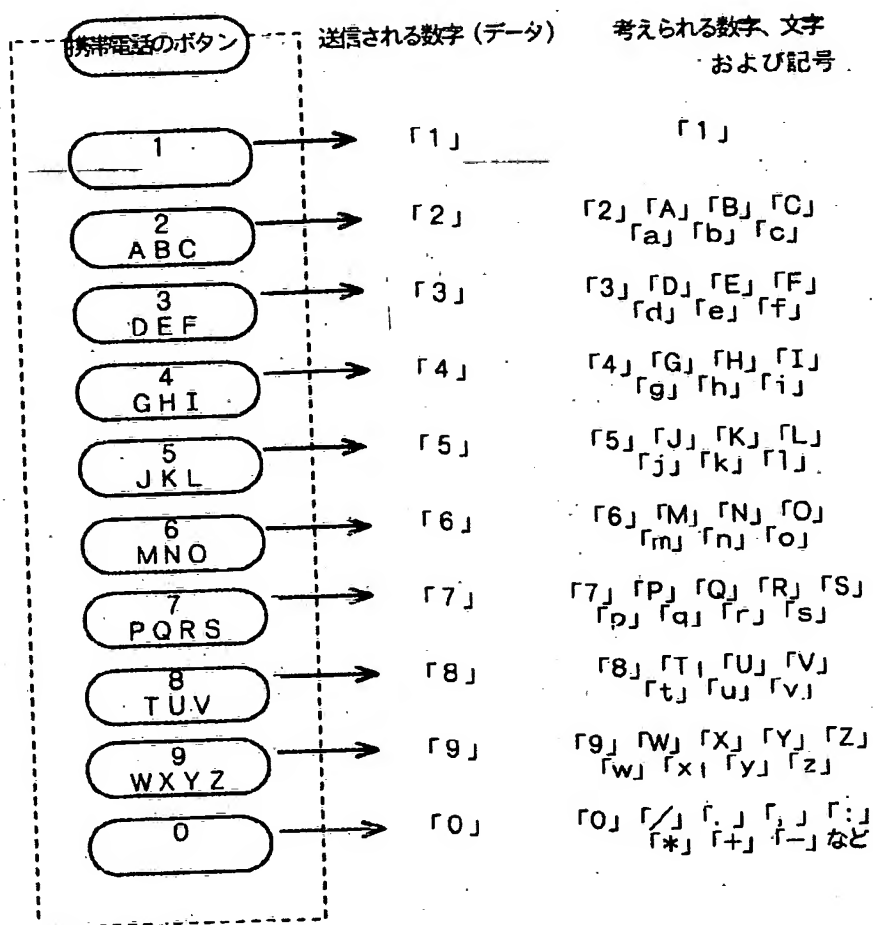 携帯電話のボタン 送信される数字(データ) 考えられる数字、文字
および記号
1 「1」 「1」
2 「2」 「2」「A」「B」「C」
ABC 「a」「b」「c」
3 「3」 「3」「D」「E」「F」
DEF 「d」「e」「f」
4 「4」 「4」「G」「H」「I」
GHI 「g」「h」「i」
5 「5」 「5」「J」「K」「L」
JKL 「j」「k」「l」
6 「6」 「6」「M」「N」「O」
MNO 「m」「n」「o」
7 「7」 「7」「P」「Q」「R」「S」
PQRS 「p」「q」「r」「s」
8 「8」 「8」「T」「U」「V」
TUV 「t」「u」「v」
9 「9」 「9」「W」「X」「Y」「Z」
WXYZ 「w」「x」「y」「z」
0 「0」 「0」「/」「.」「,」「:」
「*」「+」「-」など